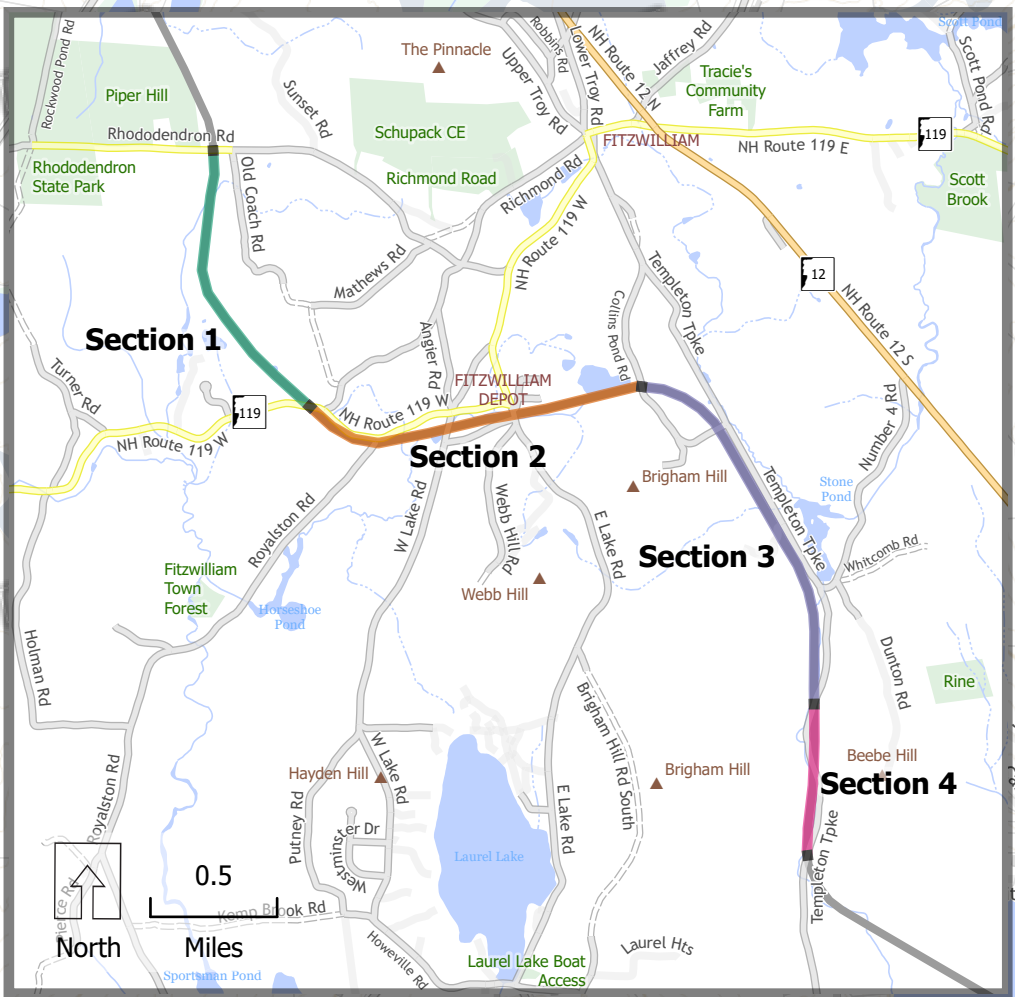 Scott Pond
Rockwood Pond Rd
Robbins Rd
Lower Troy Rd
NH Route 12 N
Jaffrey Rd
Scott Pond Rd
The Pinnacle
Upper Troy Rd
Tracie's
Community
Farm
Piper Hill
Sunset Rd
Schupack CE
Rhododendron Rd
119
FITZWILLIAM
NH Route 119 E
Rhododendron
State Park
Old Coach Rd
Richmond Road
Richmond Rd
Scott
Brook
NH Route 119 W
Mathews Rd
Templeton Tpke
12
NH Route 12 S
Collins Pond Rd
Section 1
Angier Rd
Turner Rd
FITZWILLIAM
DEPOT
119
NH Route 119 W
NH Route 119 W
Number 4 Rd
Section 2
Brigham Hill
Stone
Pond
Templeton Tpke
W Lake Rd
Webb Hill Rd
E Lake Rd
Royalston Rd
Section 3
Whitcomb Rd
Fitzwilliam
Town
Forest
Webb Hill
Horseshoe
Pond
Holman Rd
Dunton Rd
Rine
Brigham Hill Rd South
W Lake Rd
Hayden Hill
Brigham Hill
Beebe Hill
Section 4
Royalston Rd
Putney Rd
Westminster Dr
E Lake Rd
Templeton Tpke
Laurel Lake
0.5
Pierce Rd
Kemp Brook Rd
North
Miles
Howeville Rd
Laurel Hts
Laurel Lake Boat
Access
Sportsman Pond